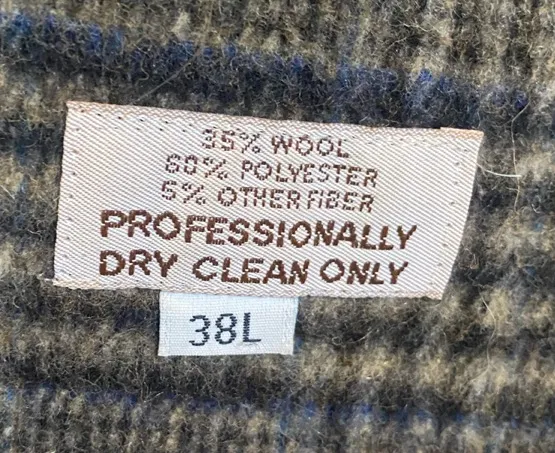 35% WOOL
60% POLYESTER
5% OTHER FIBER
PROFESSIONALLY
DRY CLEAN ONLY
38L